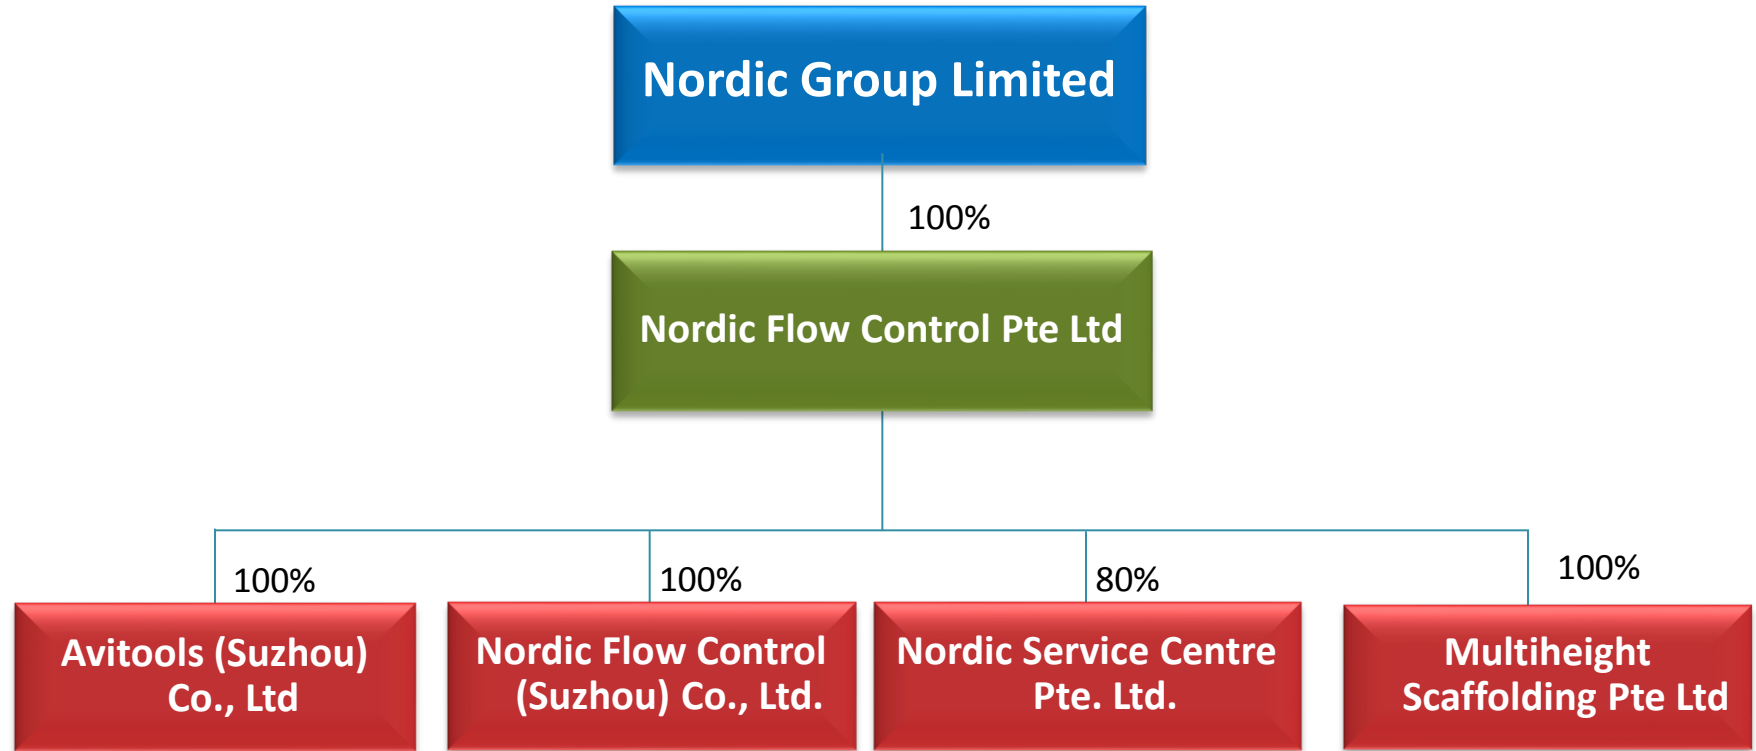 Nordic Group Limited
100%
Nordic Flow Control Pte Ltd
100%
100%
80%
100%
Avitools (Suzhou)
Co., Ltd
Nordic Flow Control
(Suzhou) Co., Ltd.
Nordic Service Centre
Pte. Ltd.
Multiheight
Scaffolding Pte Ltd